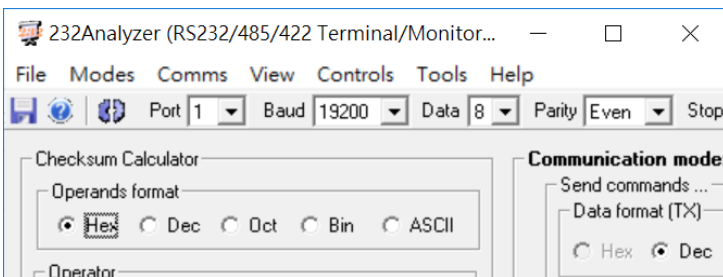 232Analyzer (RS232/485/422 Terminal/Monitor...
File Modes Comms View Controls Tools Help
Port 1 Baud 19200 Data 8 Parity Even Stop
Checksum Calculator
Operands format
Hex Dec Oct Bin ASCII
Operator
Communication mode
Send commands ...
Data format (TX)
Hex Dec